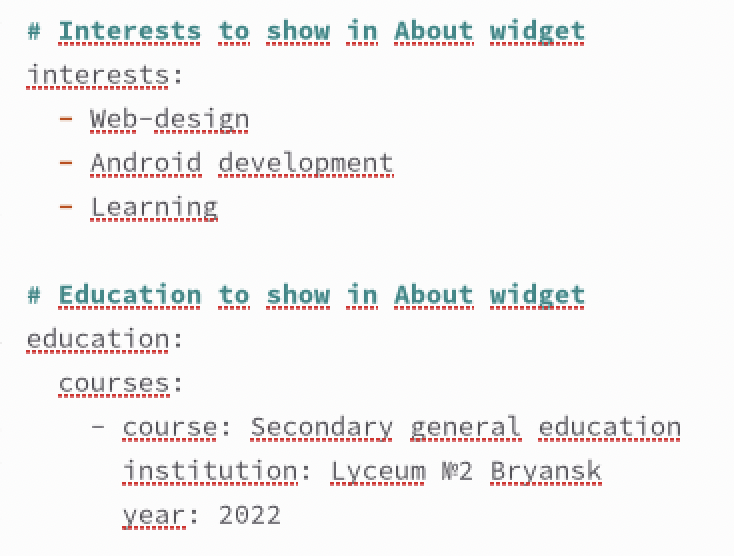 # Interests to show in About widget
interests:
- Web-design
- Android development
- Learning
# Education to show in About widget
education:
courses:
- course: Secondary general education
institution: Lyceum №2 Bryansk
year: 2022